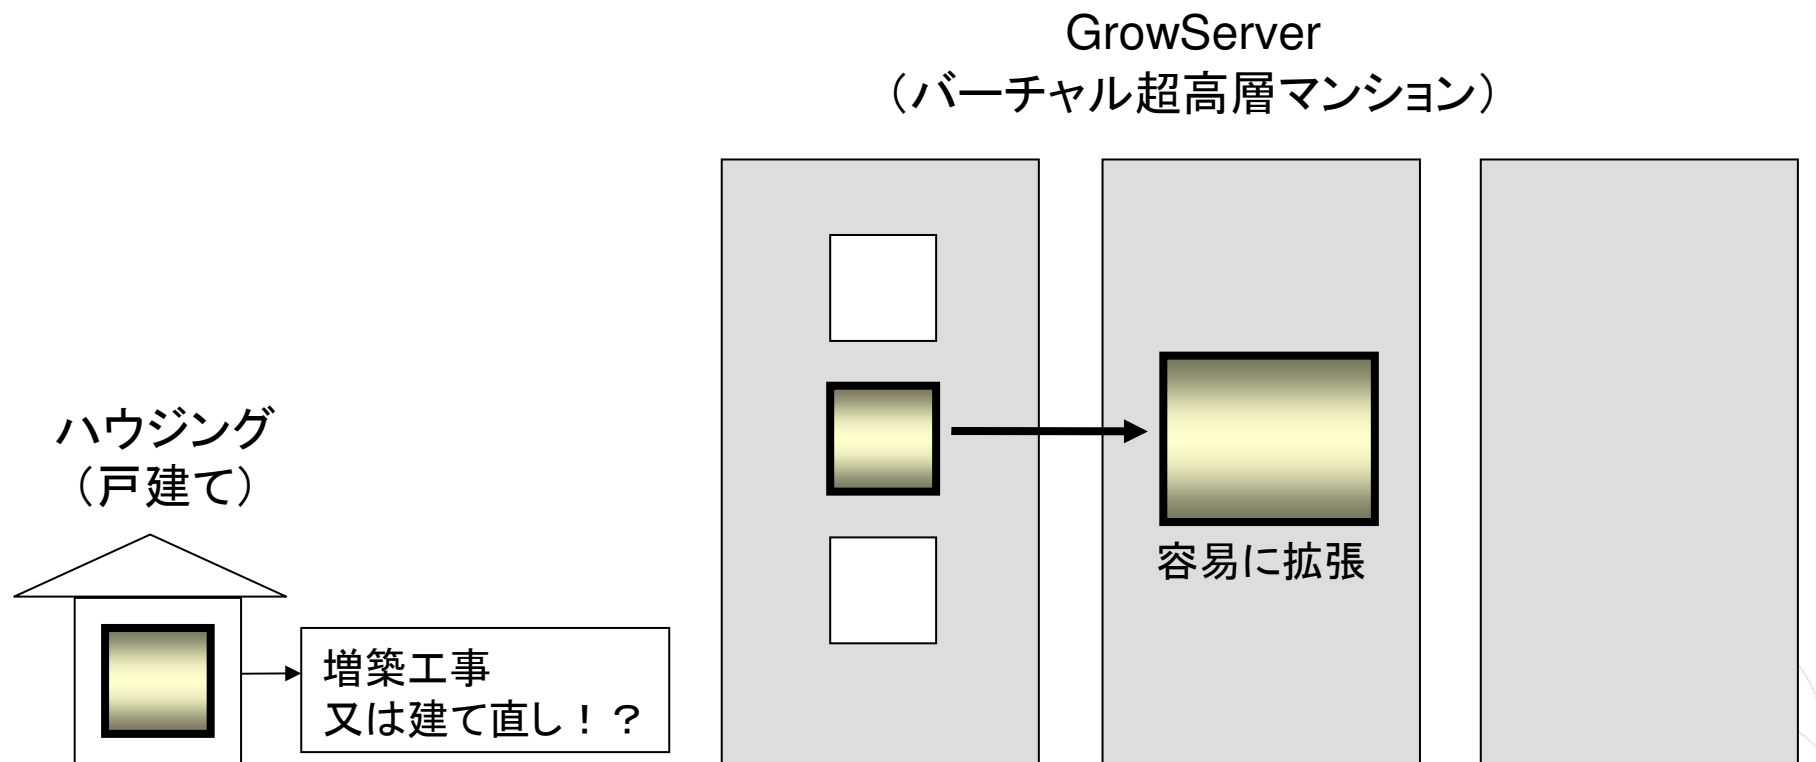 GrowServer
（バーチャル超高層マンション）
ハウジング
（戸建て）
増築工事
又は建て直し！？
容易に拡張